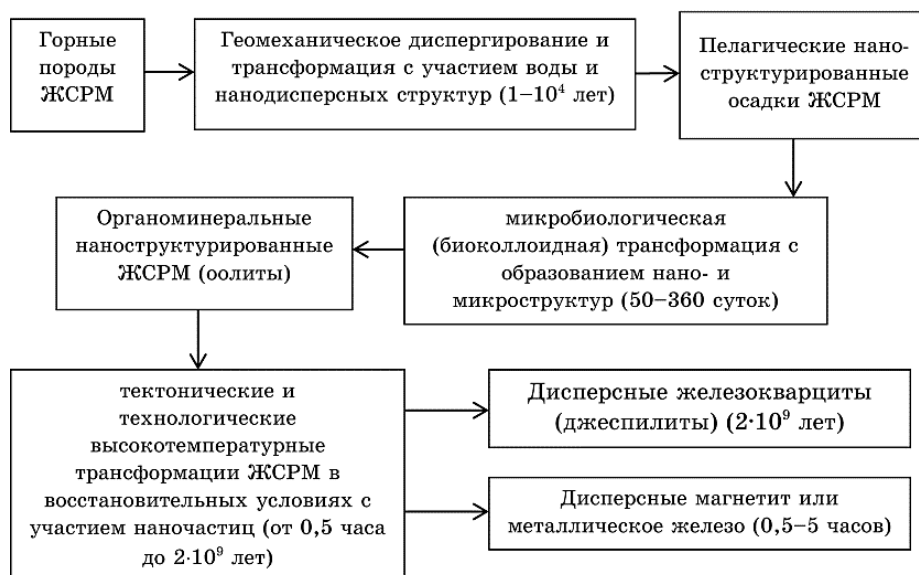 Горные
породы
ЖСРМ
Геомеханическое диспергирование и
трансформация с участием воды и
нанодисперсных структур (1–10⁴ лет)
Пелагические нано-
структурированные
осадки ЖСРМ
микробиологическая
(биоколлоидная) трансформация с
образованием нано- и
микроструктур (50–360 суток)
Органоминеральные
наноструктурированные
ЖСРМ (оолиты)
тектонические и
технологические
высокотемпературные
трансформации ЖСРМ в
восстановительных условиях с
участием наночастиц (от 0,5 часа
до 2·10⁹ лет)
Дисперсные железокварциты
(джеспилиты) (2·10⁹ лет)
Дисперсные магнетит или
металлическое железо (0,5–5 часов)